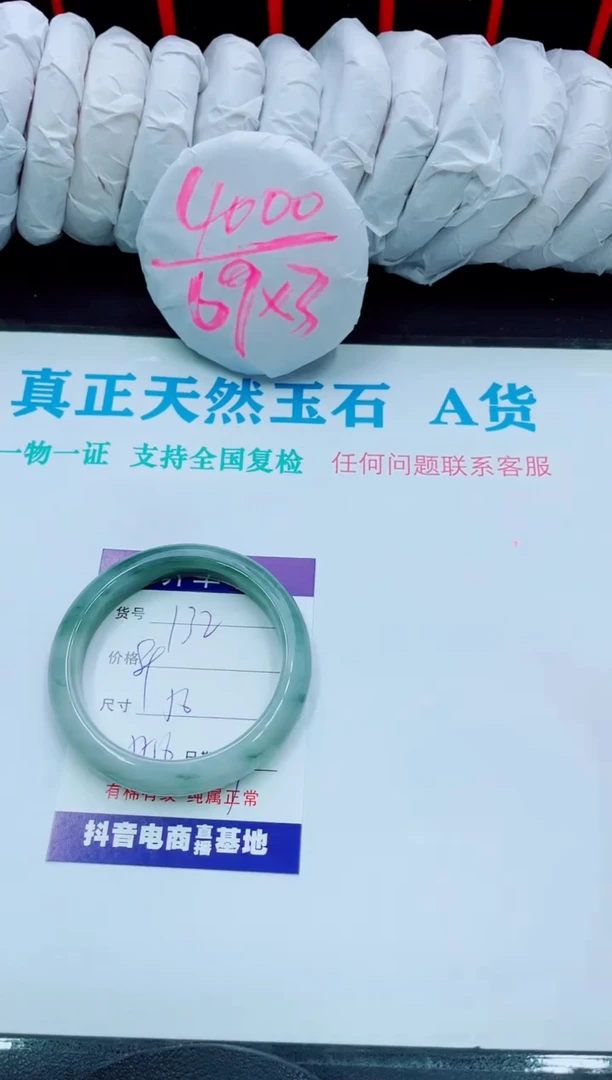 4000
69×3
真正天然玉石 A货
一物一证 支持全国复检 任何问题联系客服
货号 132
价格
尺寸
有棉有纹 纯属正常
抖音电商直播基地